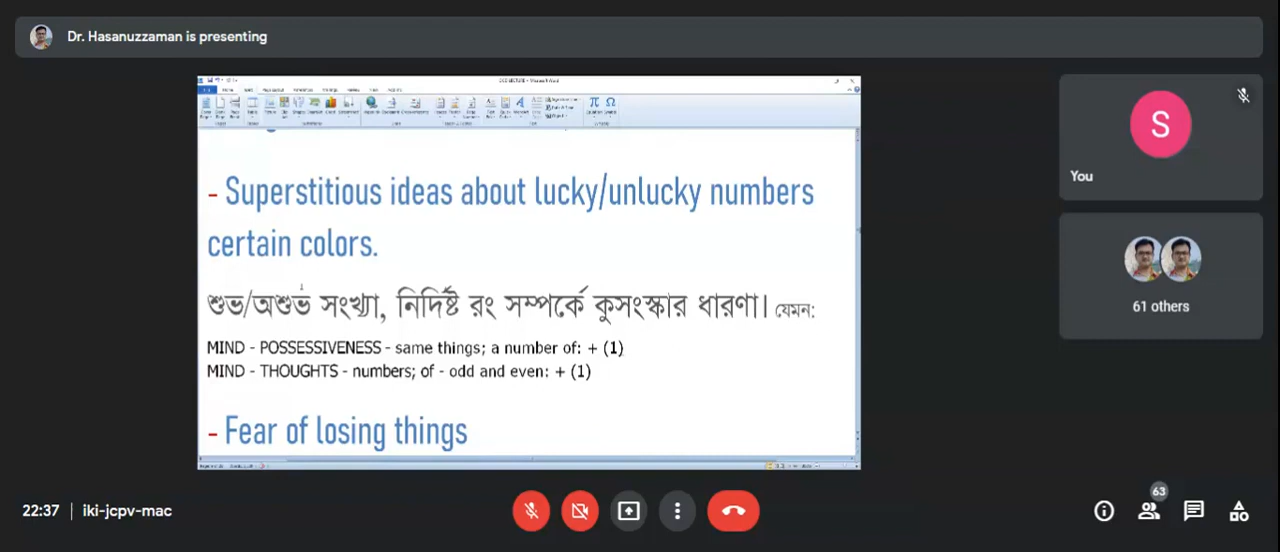 Dr. Hasanuzzaman is presenting
- Superstitious ideas about lucky/unlucky numbers
certain colors.
শুভ/অশুভ সংখ্যা, নিদির্ষ্ট রং সম্পর্কে কুসংস্কার ধারণা। যেমন:
MIND - POSSESSIVENESS - same things; a number of: + (1)
MIND - THOUGHTS - numbers; of - odd and even: + (1)
- Fear of losing things
S
You
61 others
22:37 | iki-jcpv-mac
63